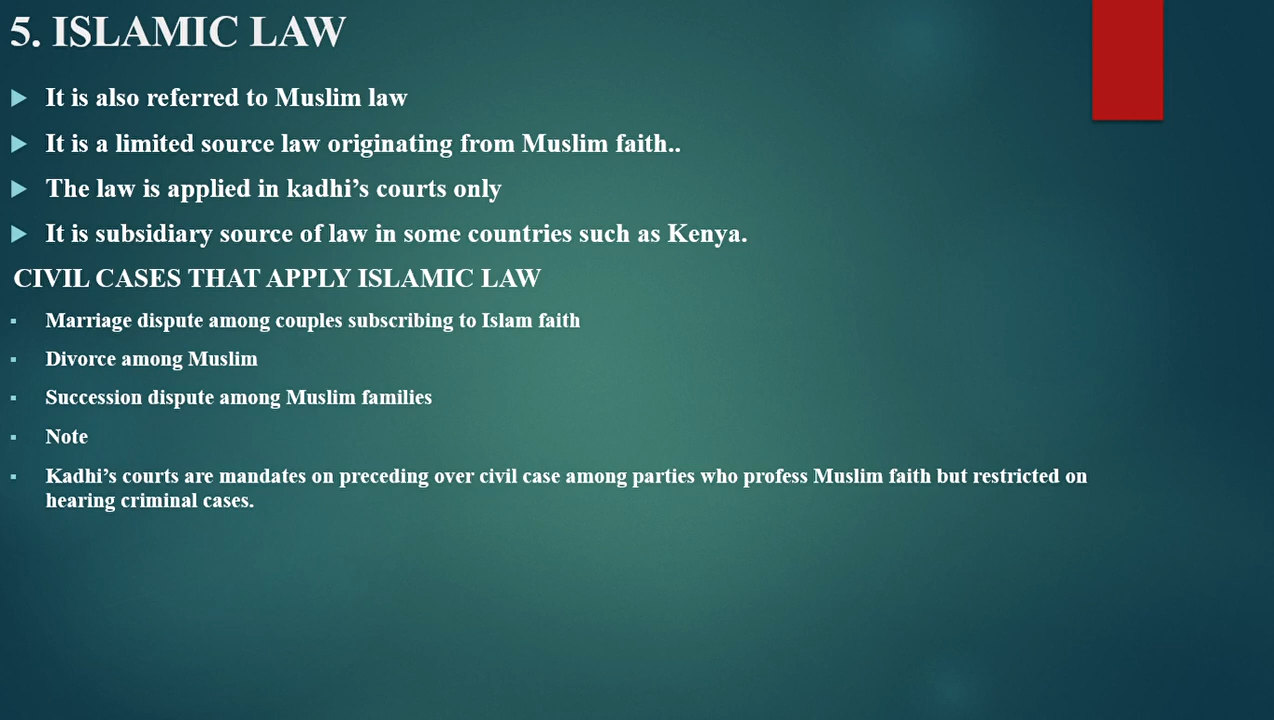 5. ISLAMIC LAW
It is also referred to Muslim law
It is a limited source law originating from Muslim faith..
The law is applied in kadhi’s courts only
It is subsidiary source of law in some countries such as Kenya.
CIVIL CASES THAT APPLY ISLAMIC LAW
Marriage dispute among couples subscribing to Islam faith
Divorce among Muslim
Succession dispute among Muslim families
Note
Kadhi’s courts are mandates on preceding over civil case among parties who profess Muslim faith but restricted on
hearing criminal cases.